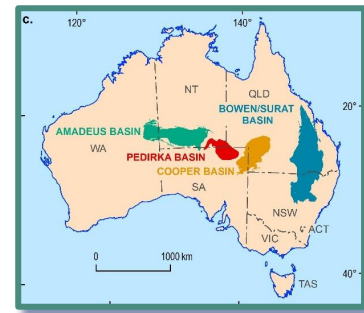 c.
120°
140°
NT
QLD
BOWEN/SURAT
BASIN
20°
AMADEUS BASIN
WA
PEDIRKA BASIN
COOPER BASIN
SA
NSW
ACT
VIC
0
1000 km
TAS
40°